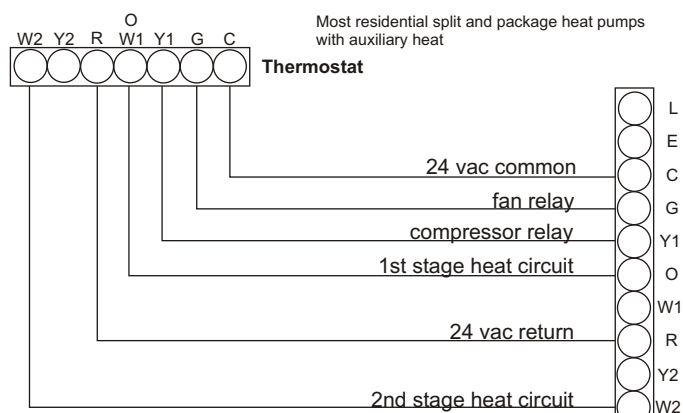 Most residential split and package heat pumps
with auxiliary heat
O
W2 Y2 R W1 Y1 G C
Thermostat
L
E
24 vac common C
fan relay G
compressor relay Y1
1st stage heat circuit O
W1
24 vac return R
Y2
2nd stage heat circuit W2